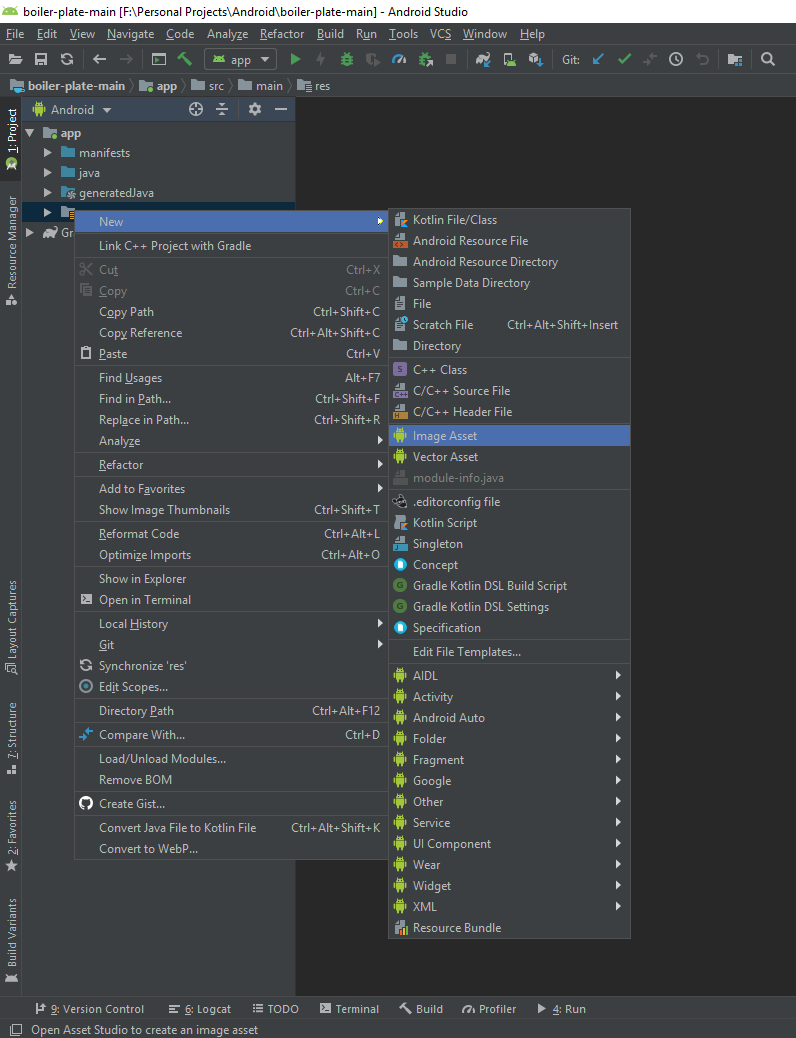 boiler-plate-main [F:\Personal Projects\Android\boiler-plate-main] - Android Studio
File Edit View Navigate Code Analyze Refactor Build Run Tools VCS Window Help
app Git:
boiler-plate-main app src main res
1: Project
Resource Manager
Layout Captures
7: Structure
2: Favorites
Build Variants
Android
app
manifests
java
generatedJava
Gr
New
Link C++ Project with Gradle
Cut Ctrl+X
Copy Ctrl+C
Copy Path Ctrl+Shift+C
Copy Reference Ctrl+Alt+Shift+C
Paste Ctrl+V
Find Usages Alt+F7
Find in Path... Ctrl+Shift+F
Replace in Path... Ctrl+Shift+R
Analyze
Refactor
Add to Favorites
Show Image Thumbnails Ctrl+Shift+T
Reformat Code Ctrl+Alt+L
Optimize Imports Ctrl+Alt+O
Show in Explorer
Open in Terminal
Local History
Git
Synchronize 'res'
Edit Scopes...
Directory Path Ctrl+Alt+F12
Compare With... Ctrl+D
Load/Unload Modules...
Remove BOM
Create Gist...
Convert Java File to Kotlin File Ctrl+Alt+Shift+K
Convert to WebP...
Kotlin File/Class
Android Resource File
Android Resource Directory
Sample Data Directory
File
Scratch File Ctrl+Alt+Shift+Insert
Directory
S C++ Class
C++ C/C++ Source File
H C/C++ Header File
Image Asset
Vector Asset
module-info.java
.editorconfig file
Kotlin Script
Singleton
Concept
G Gradle Kotlin DSL Build Script
G Gradle Kotlin DSL Settings
Specification
Edit File Templates...
AIDL
Activity
Android Auto
Folder
Fragment
Google
Other
Service
UI Component
Wear
Widget
XML
Resource Bundle
9: Version Control 6: Logcat TODO Terminal Build Profiler 4: Run
Open Asset Studio to create an image asset